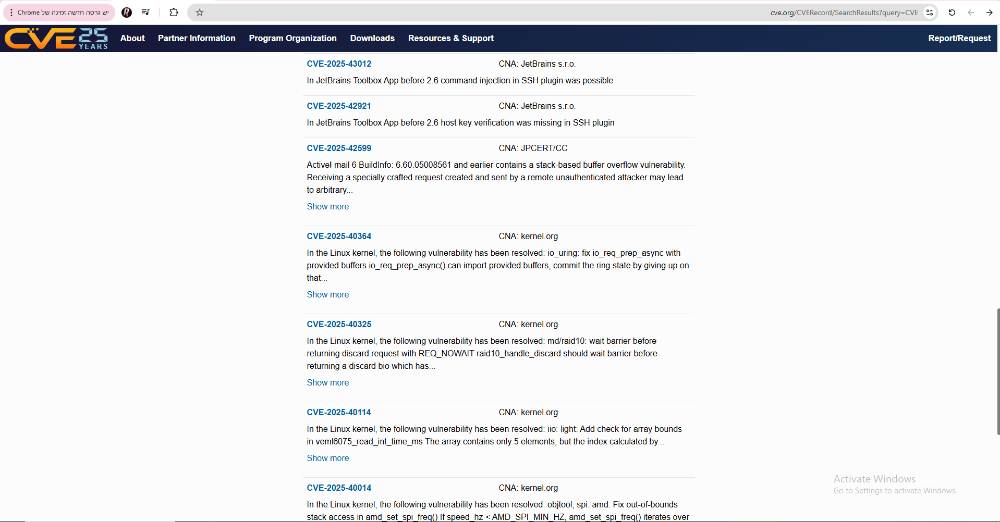 יש גרסה חדשה זמינה של Chrome
cve.org/CVERecord/SearchResults?query=CVE
CVE 25 YEARS
About
Partner Information
Program Organization
Downloads
Resources & Support
Report/Request
CVE-2025-43012
CNA: JetBrains s.r.o.
In JetBrains Toolbox App before 2.6 command injection in SSH plugin was possible
CVE-2025-42921
CNA: JetBrains s.r.o.
In JetBrains Toolbox App before 2.6 host key verification was missing in SSH plugin
CVE-2025-42599
CNA: JPCERT/CC
Active! mail 6 BuildInfo: 6.60.05008561 and earlier contains a stack-based buffer overflow vulnerability.
Receiving a specially crafted request created and sent by a remote unauthenticated attacker may lead
to arbitrary...
Show more
CVE-2025-40364
CNA: kernel.org
In the Linux kernel, the following vulnerability has been resolved: io_uring: fix io_req_prep_async with
provided buffers io_req_prep_async() can import provided buffers, commit the ring state by giving up on
that...
Show more
CVE-2025-40325
CNA: kernel.org
In the Linux kernel, the following vulnerability has been resolved: md/raid10: wait barrier before
returning discard request with REQ_NOWAIT raid10_handle_discard should wait barrier before
returning a discard bio which has...
Show more
CVE-2025-40114
CNA: kernel.org
In the Linux kernel, the following vulnerability has been resolved: iio: light: Add check for array bounds
in veml6075_read_int_time_ms The array contains only 5 elements, but the index calculated by...
Show more
CVE-2025-40014
CNA: kernel.org
In the Linux kernel, the following vulnerability has been resolved: objtool, spi: amd: Fix out-of-bounds
stack access in amd_set_spi_freq() If speed_hz < AMD_SPI_MIN_HZ, amd_set_spi_freq() iterates over
Activate Windows
Go to Settings to activate Windows.